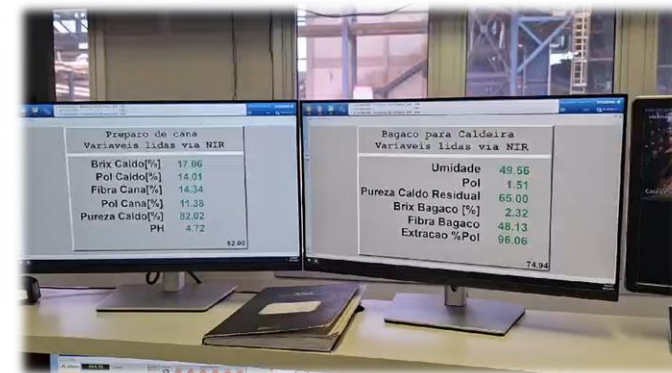 Preparo de cana
Variaveis lidas via NIR
Brix Caldo[%] 17.06
Pol Caldo[%] 14.01
Fibra Cana[%] 14.34
Pol Cana[%] 11.38
Pureza Caldo[%] 82.02
PH 4.72
62.00
Bagaco para Caldeira
Variaveis lidas via NIR
Umidade 49.56
Pol 1.51
Pureza Caldo Residual 65.00
Brix Bagaco [%] 2.32
Fibra Bagaco 48.13
Extracao %Pol 96.06
74.94